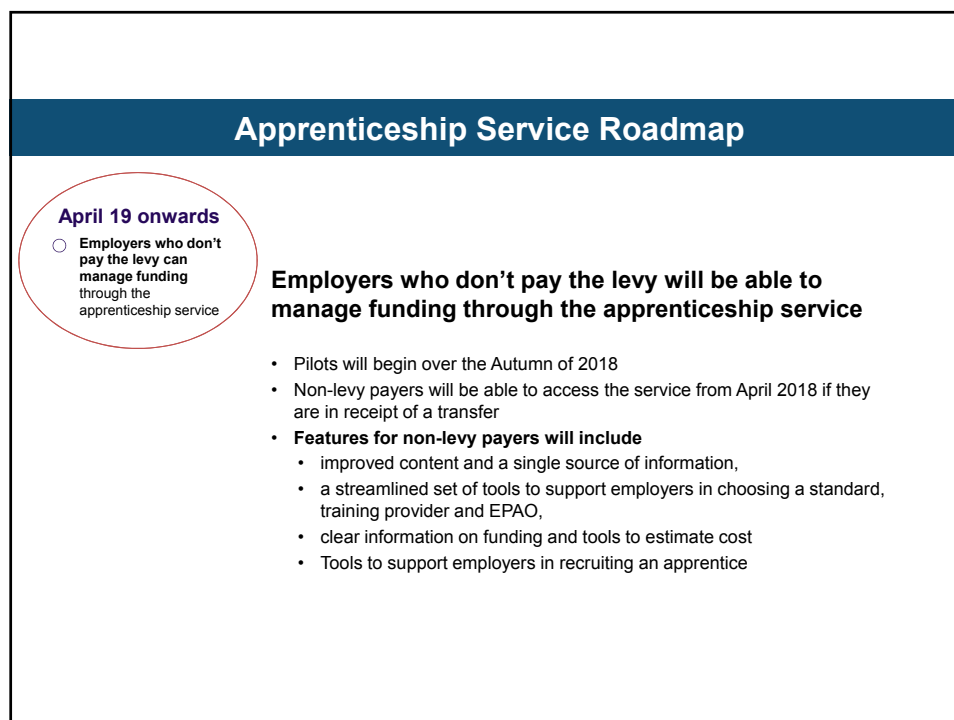 Apprenticeship Service Roadmap
April 19 onwards
Employers who don't
pay the levy can
manage funding
through the
apprenticeship service
Employers who don't pay the levy will be able to
manage funding through the apprenticeship service
• Pilots will begin over the Autumn of 2018
• Non-levy payers will be able to access the service from April 2018 if they
are in receipt of a transfer
• Features for non-levy payers will include
• improved content and a single source of information,
• a streamlined set of tools to support employers in choosing a standard,
training provider and EPAO,
• clear information on funding and tools to estimate cost
• Tools to support employers in recruiting an apprentice